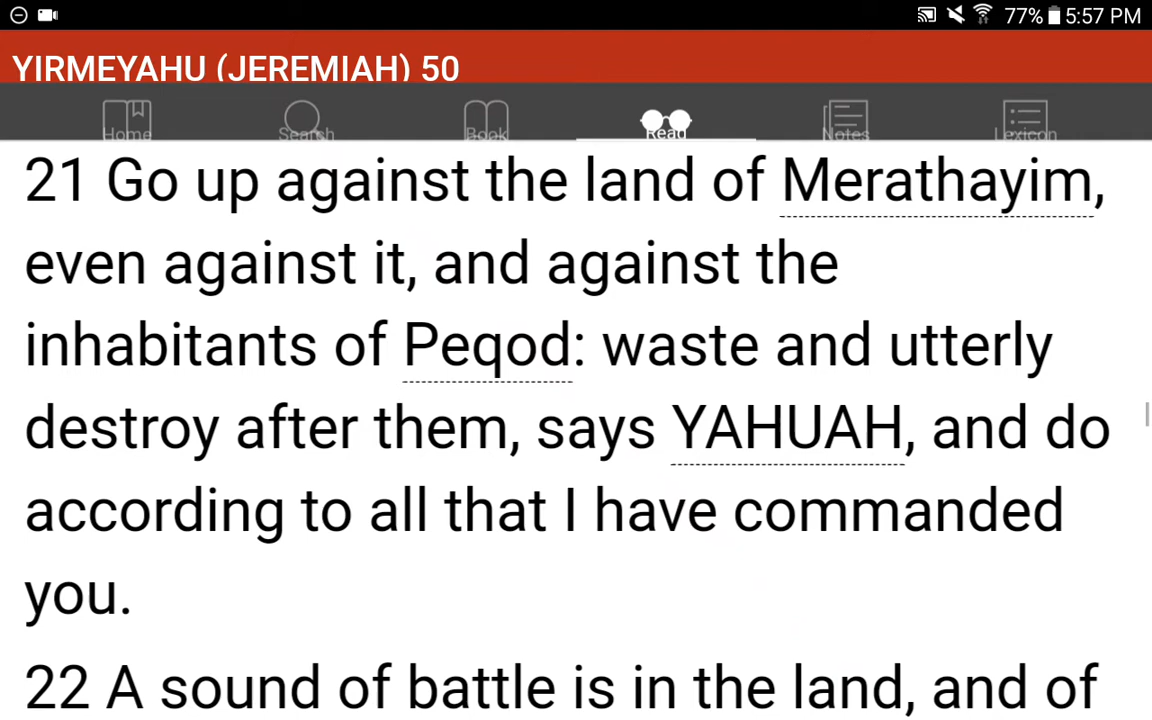 77% 5:57 PM
YIRMEYAHU (JEREMIAH) 50
Home Search Book Read Notes Lexicon
21 Go up against the land of Merathayim,
even against it, and against the
inhabitants of Peqod: waste and utterly
destroy after them, says YAHUAH, and do
according to all that I have commanded
you.
22 A sound of battle is in the land, and of